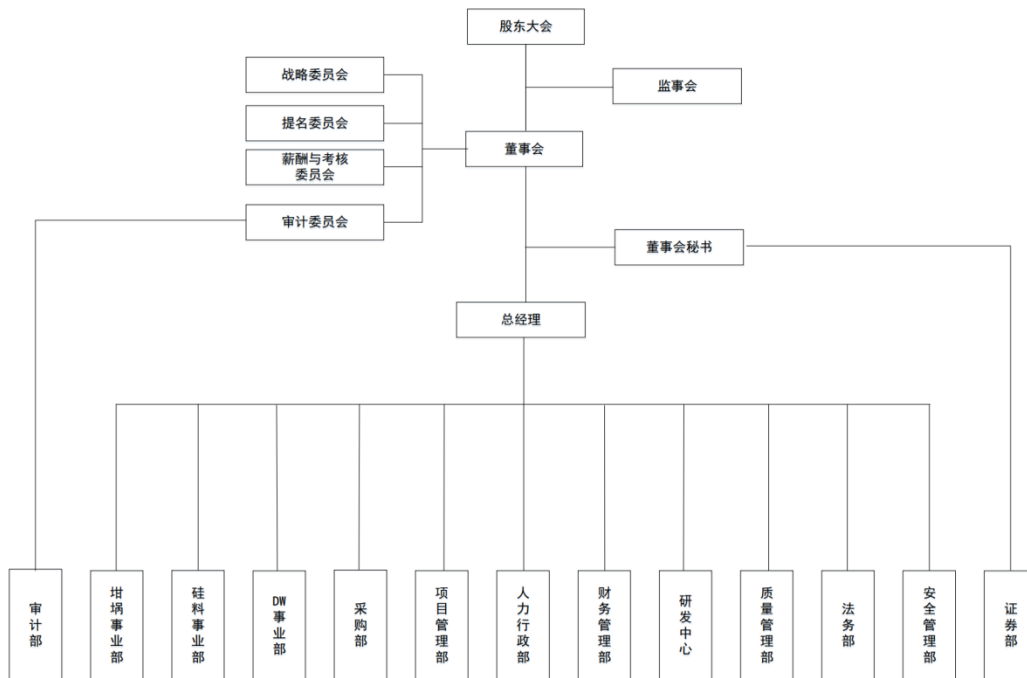 股东大会
战略委员会
监事会
提名委员会
董事会
薪酬与考核
委员会
审计委员会
董事会秘书
总经理
审计部
坩埚事业部
硅料事业部
DW事业部
采购部
项目管理部
人力行政部
财务管理部
研发中心
质量管理部
法务部
安全管理部
证券部